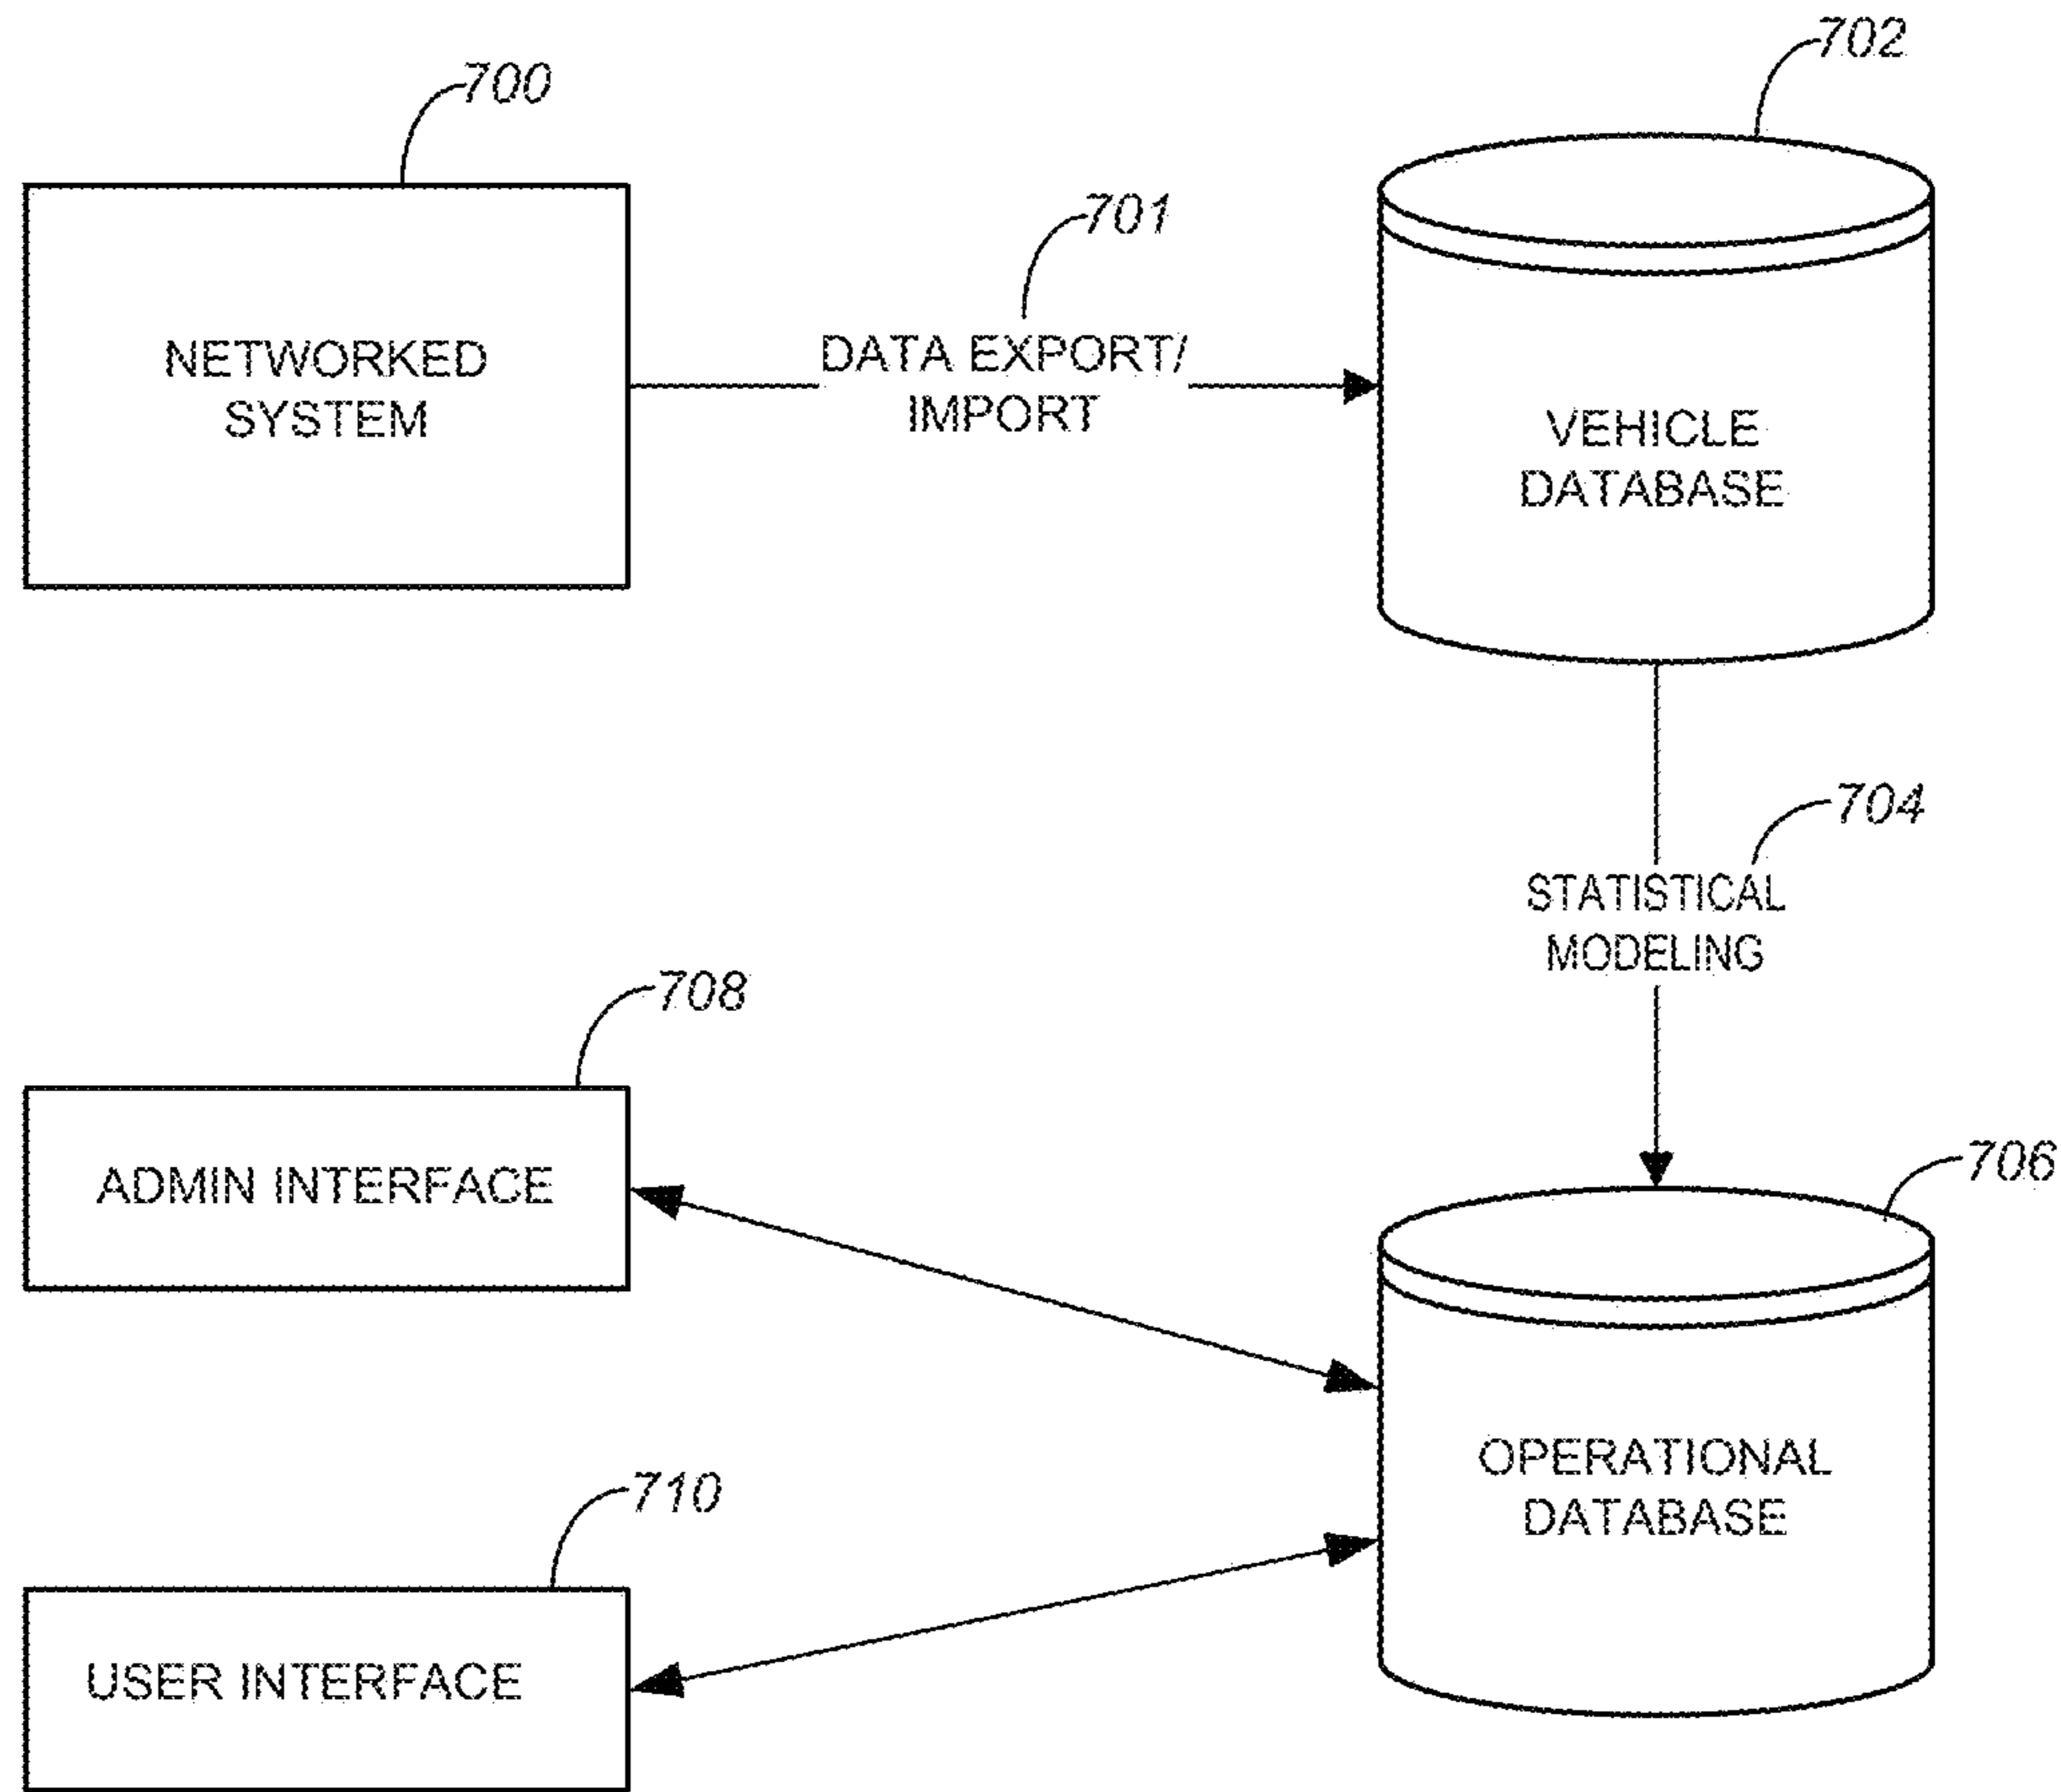 702
700
701
NETWORKED
SYSTEM
DATA EXPORT/
IMPORT
VEHICLE
DATABASE
704
STATISTICAL
MODELING
708
ADMIN INTERFACE
706
OPERATIONAL
DATABASE
710
USER INTERFACE